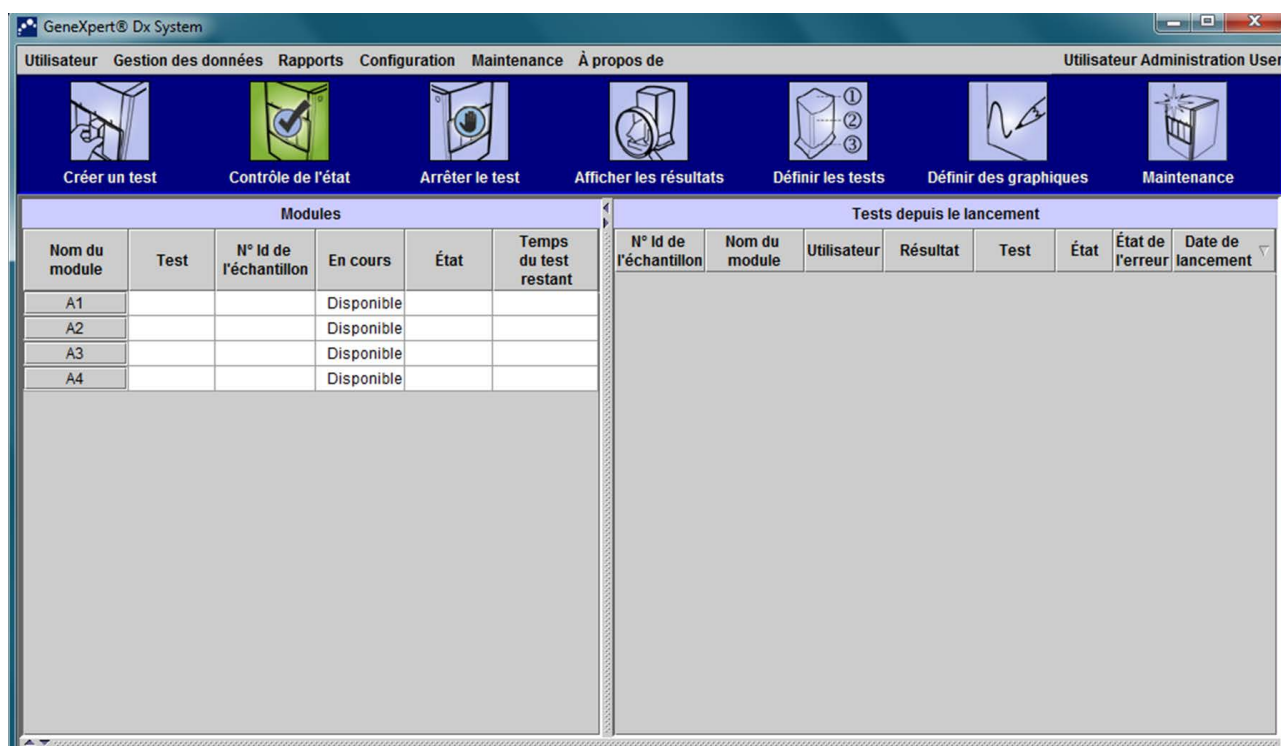 GeneXpert® Dx System
Utilisateur Gestion des données Rapports Configuration Maintenance À propos de Utilisateur Administration User
① ② ③
Créer un test Contrôle de l'état Arrêter le test Afficher les résultats Définir les tests Définir des graphiques Maintenance
Modules
Nom du module Test N° Id de l'échantillon En cours État Temps du test restant
A1 Disponible
A2 Disponible
A3 Disponible
A4 Disponible
Tests depuis le lancement
N° Id de l'échantillon Nom du module Utilisateur Résultat Test État État de l'erreur Date de lancement